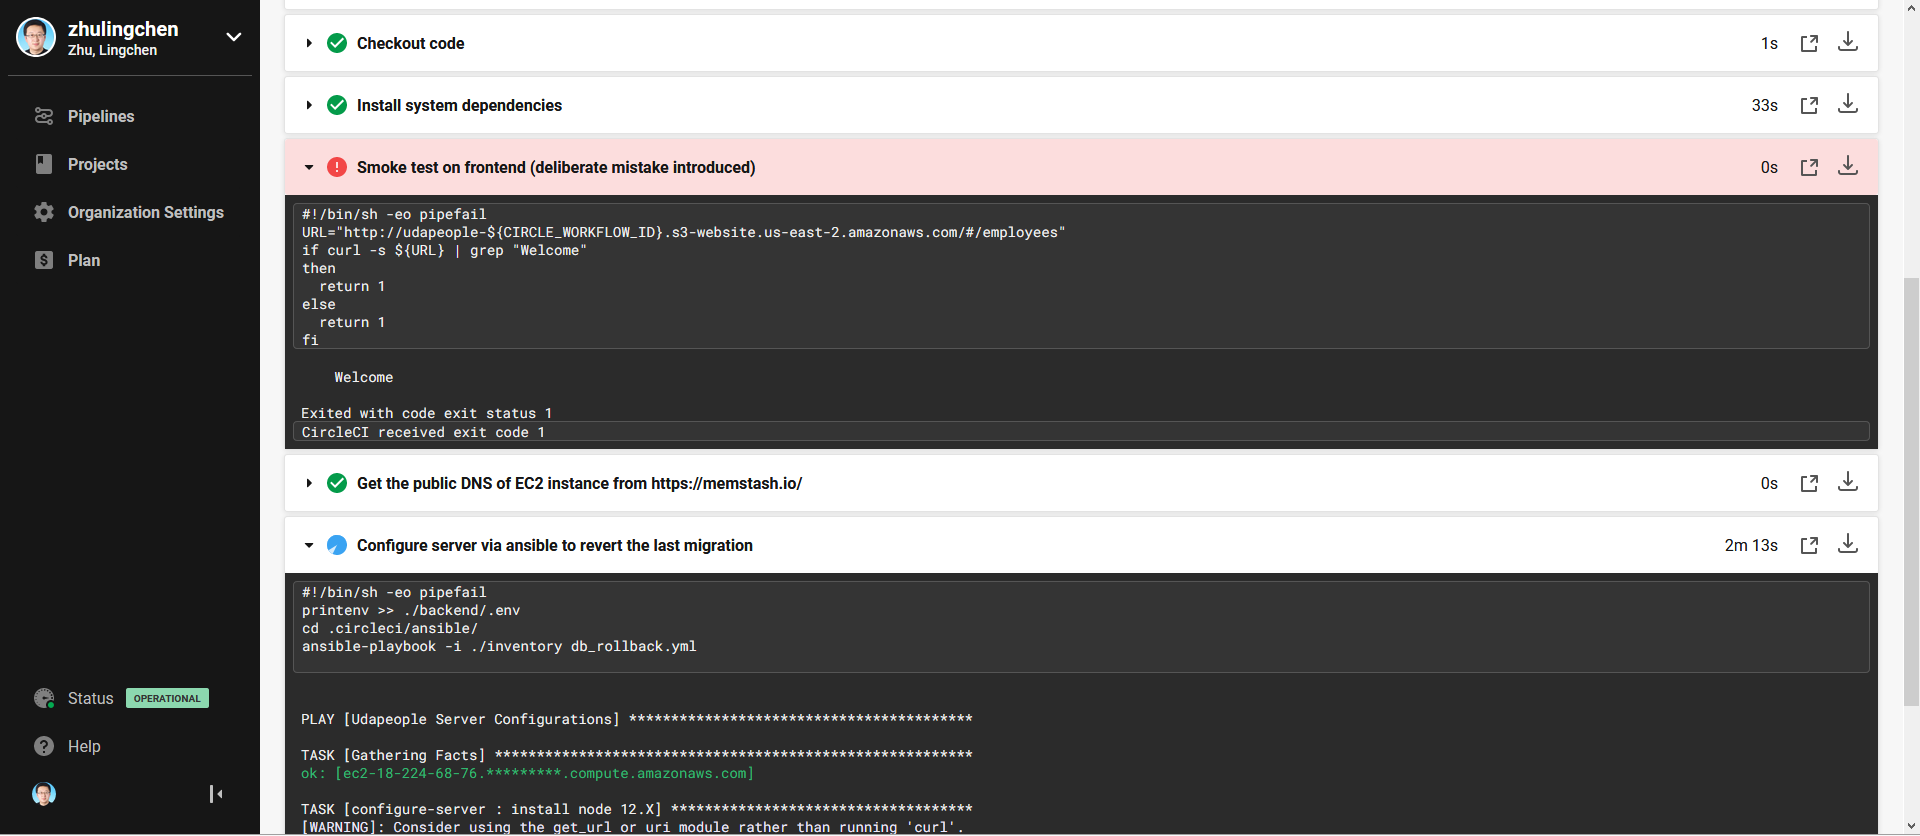 zhulingchen
Zhu, Lingchen
Pipelines
Projects
Organization Settings
Plan
Status OPERATIONAL
Help
Checkout code 1s
Install system dependencies 33s
Smoke test on frontend (deliberate mistake introduced) 0s
#!/bin/sh -eo pipefail
URL="http://udapeople-${CIRCLE_WORKFLOW_ID}.s3-website.us-east-2.amazonaws.com/#/employees"
if curl -s ${URL} | grep "Welcome"
then
  return 1
else
  return 1
fi
Welcome
Exited with code exit status 1
CircleCI received exit code 1
Get the public DNS of EC2 instance from https://memstash.io/ 0s
Configure server via ansible to revert the last migration 2m 13s
#!/bin/sh -eo pipefail
printenv >> ./backend/.env
cd .circleci/ansible/
ansible-playbook -i ./inventory db_rollback.yml
PLAY [Udapeople Server Configurations] *****************************************
TASK [Gathering Facts] *********************************************************
ok: [ec2-18-224-68-76.*********.compute.amazonaws.com]
TASK [configure-server : install node 12.X] ************************************
[WARNING]: Consider using the get_url or uri module rather than running 'curl'.